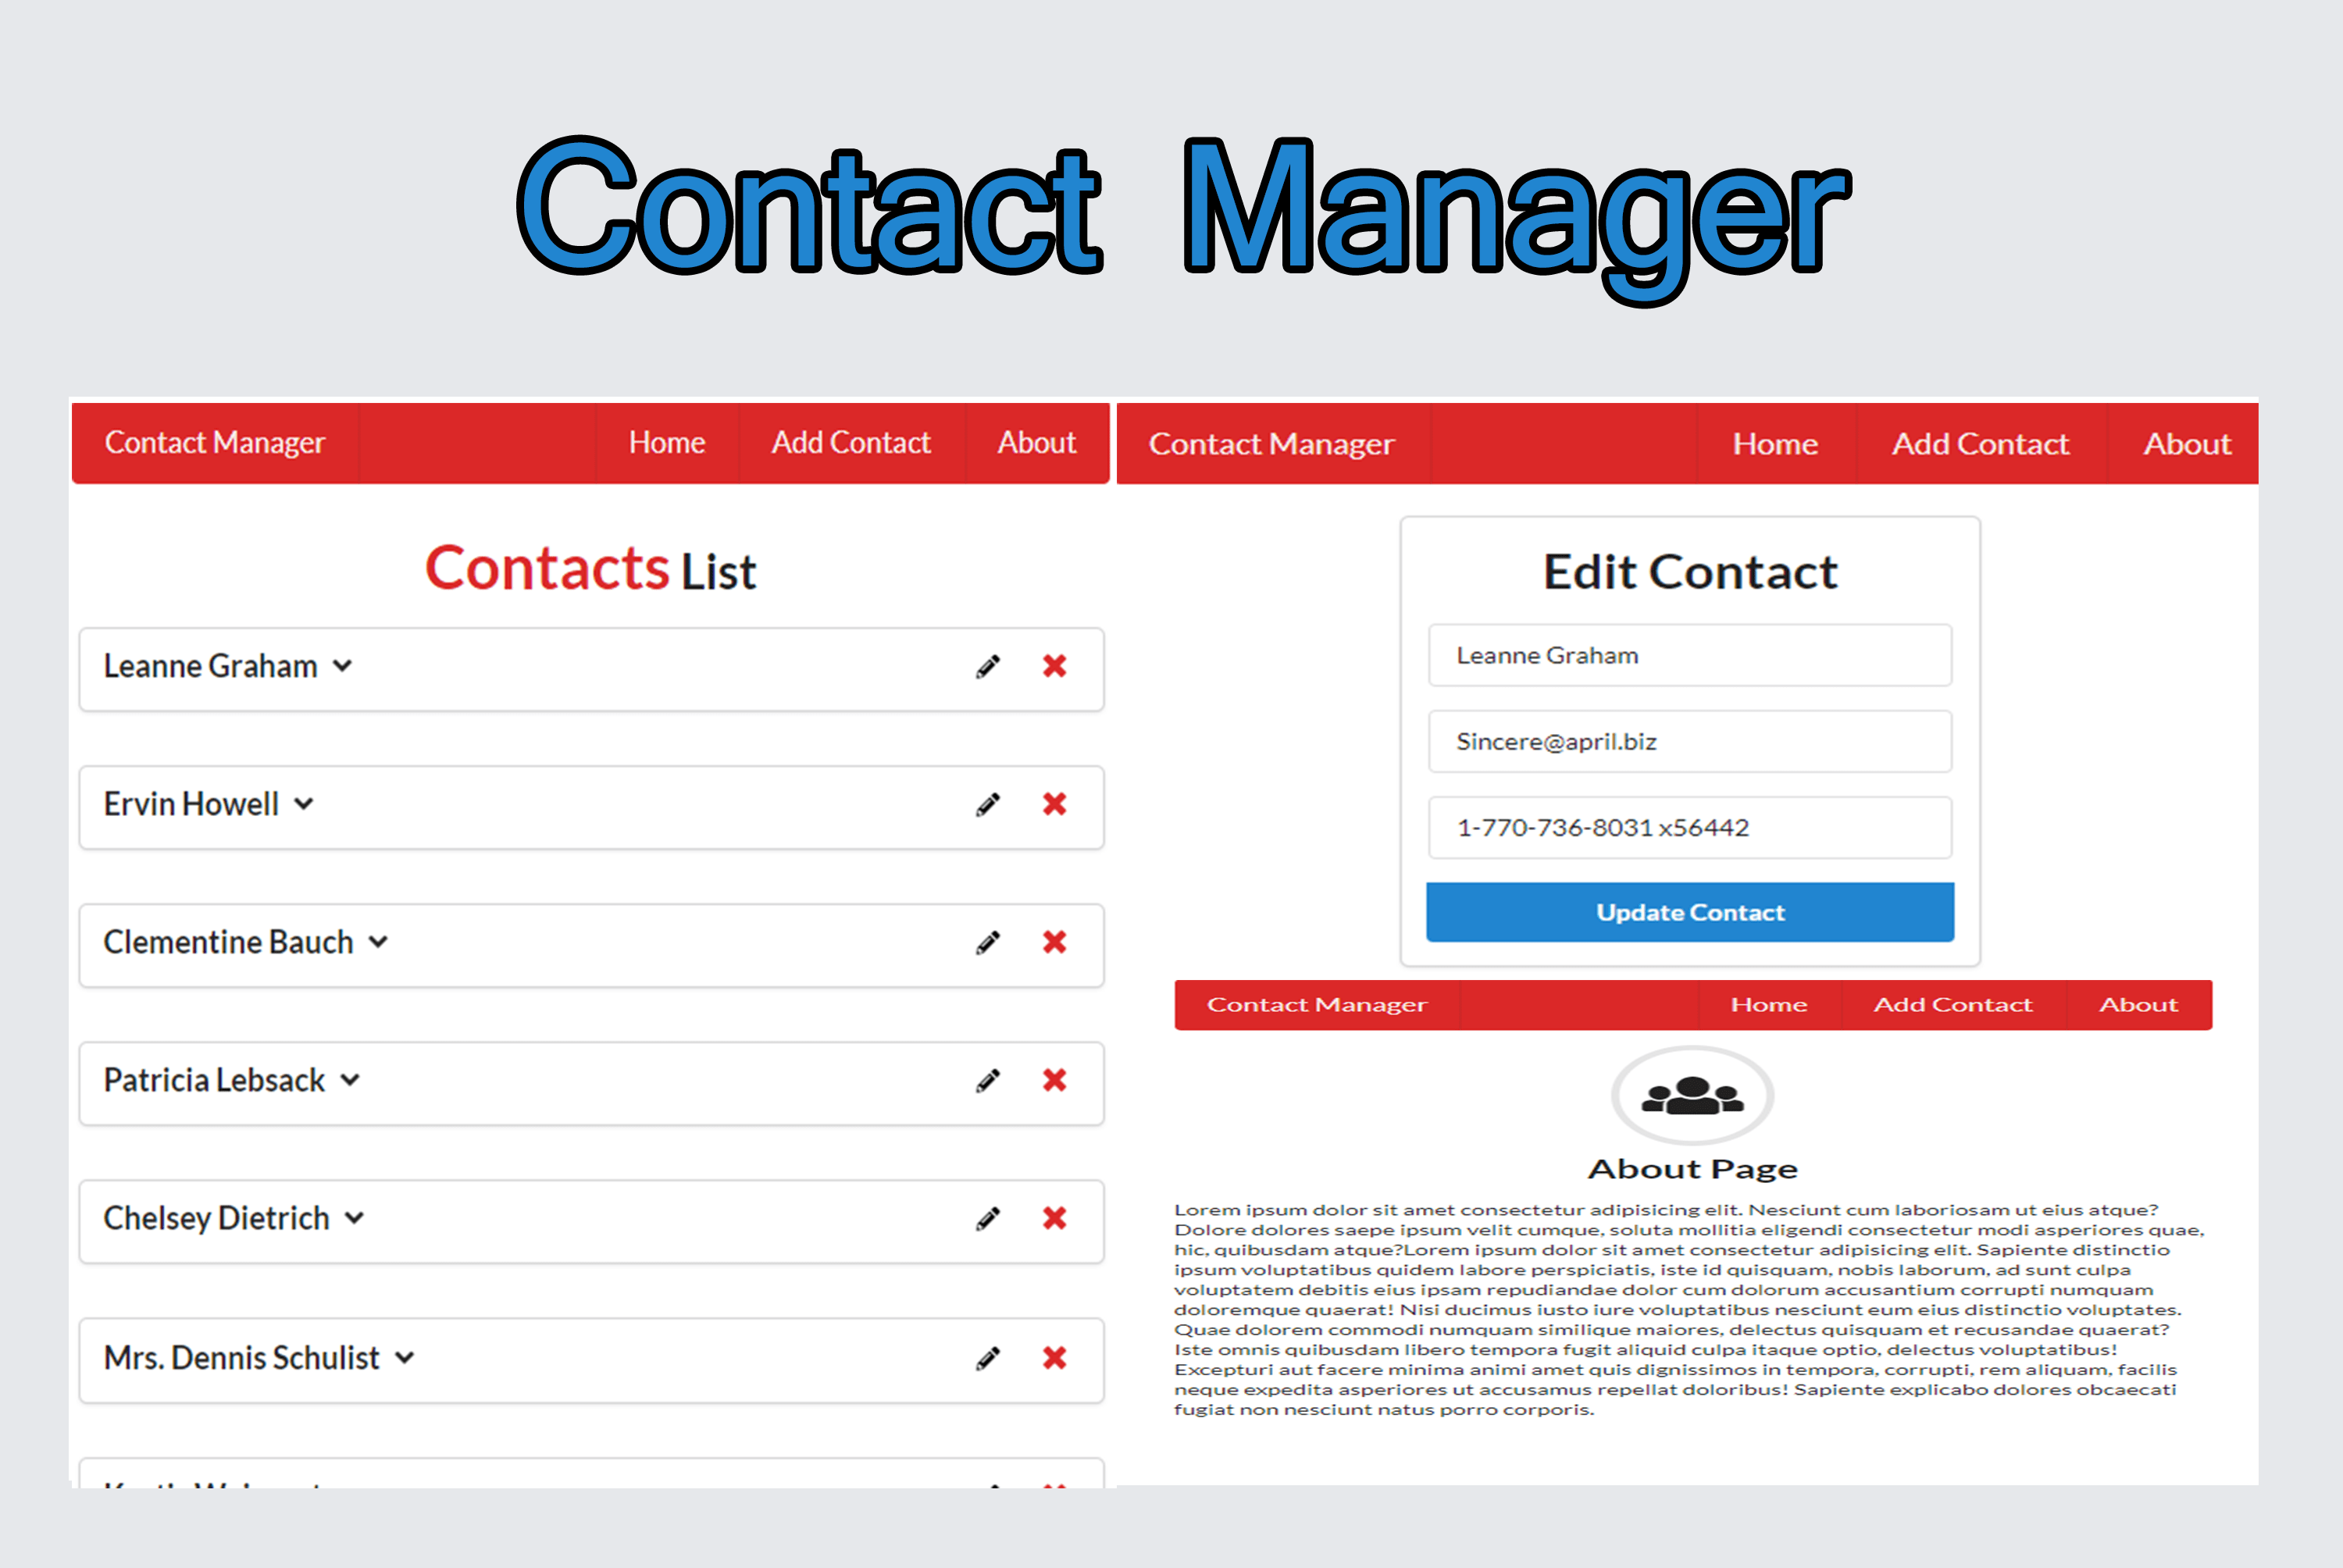 Contact Manager
Contact Manager Home Add Contact About
Contacts List
Leanne Graham
Ervin Howell
Clementine Bauch
Patricia Lebsack
Chelsey Dietrich
Mrs. Dennis Schulist
Contact Manager Home Add Contact About
Edit Contact
Leanne Graham
Sincere@april.biz
1-770-736-8031 x56442
Update Contact
Contact Manager Home Add Contact About
About Page
Lorem ipsum dolor sit amet consectetur adipisicing elit. Nesciunt cum laboriosam ut eius atque?
Dolore dolores saepe ipsum velit cumque, soluta mollitia eligendi consectetur modi asperiores quae,
hic, quibusdam atque?Lorem ipsum dolor sit amet consectetur adipisicing elit. Sapiente distinctio
ipsum voluptatibus quidem labore perspiciatis, iste id quisquam, nobis laborum, ad sunt culpa
voluptatem debitis eius ipsam repudiandae dolor cum dolorum accusantium corrupti numquam
doloremque quaerat! Nisi ducimus iusto iure voluptatibus nesciunt eum eius distinctio voluptates.
Quae dolorem commodi numquam similique maiores, delectus quisquam et recusandae quaerat?
Iste omnis quibusdam libero tempora fugit aliquid culpa itaque optio, delectus voluptatibus!
Excepturi aut facere minima animi amet quis dignissimos in tempora, corrupti, rem aliquam, facilis
neque expedita asperiores ut accusamus repellat doloribus! Sapiente explicabo dolores obcaecati
fugiat non nesciunt natus porro corporis.